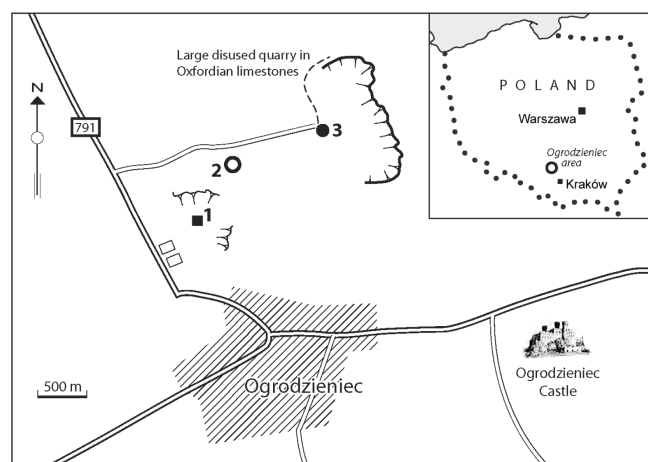 Large disused quarry in
Oxfordian limestones
N
791
3
2
1
POLAND
Warszawa
Ogrodzieniec
area
Kraków
Ogrodzieniec
Ogrodzieniec
Castle
500 m